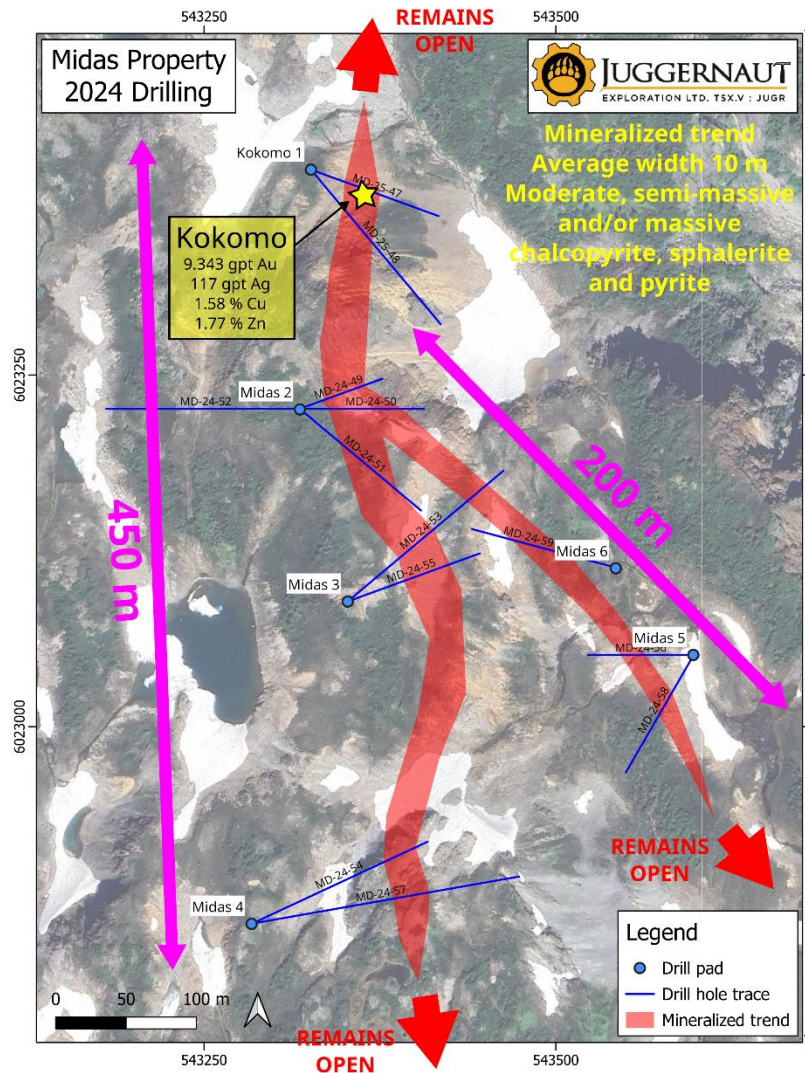 543250
543500
REMAINS
OPEN
Midas Property
2024 Drilling
JUGGERNAUT
EXPLORATION LTD. TSX.V : JUGR
Mineralized trend
Average width 10 m
Moderate, semi-massive
and/or massive
chalcopyrite, sphalerite
and pyrite
Kokomo 1
MD-25-47
MD-25-48
Kokomo
9.343 gpt Au
117 gpt Ag
1.58 % Cu
1.77 % Zn
6023250
MD-24-49
Midas 2
MD-24-52
MD-24-50
MD-24-51
200 m
450 m
MD-24-53
MD-24-59
Midas 6
MD-24-55
Midas 3
Midas 5
MD-24-58
6023000
REMAINS
OPEN
MD-24-54
MD-24-57
Midas 4
Legend
Drill pad
Drill hole trace
Mineralized trend
0 50 100 m
REMAINS
OPEN
543250
543500